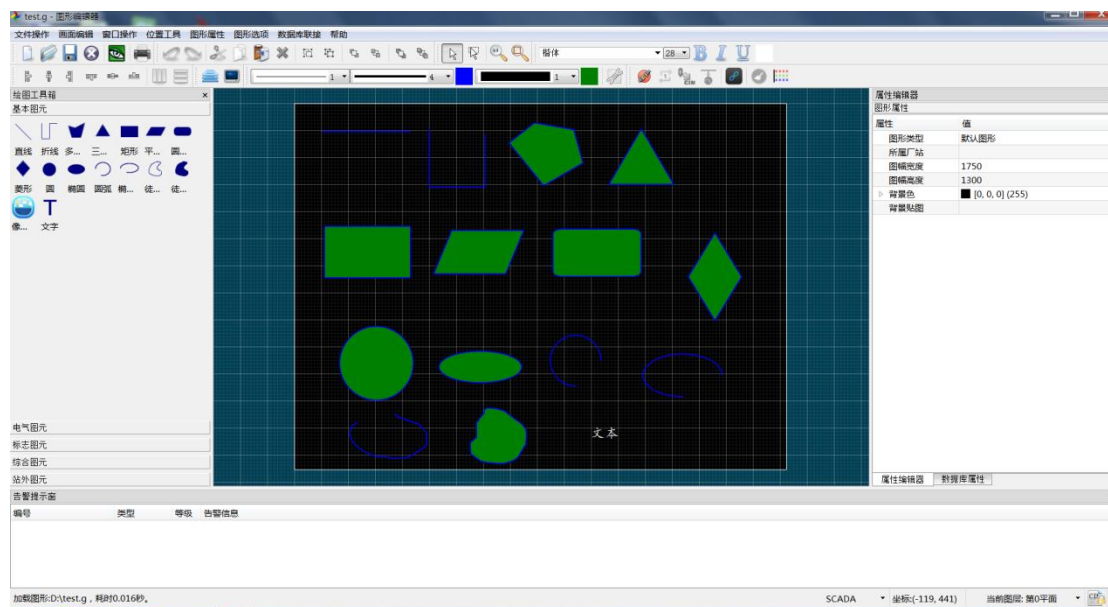 test.g - 图形编辑器
文件操作 画面编辑 窗口操作 位置工具 图形属性 图形选项 数据库联接 帮助
楷体 28 B I U
1 4 1
绘图工具箱 ×
基本图元
直线 折线 多... 三... 矩形 平... 圆...
菱形 圆 椭圆 圆弧 椭... 徒... 徒...
像... 文字
电气图元
标志图元
综合图元
站外图元
文本
属性编辑器
图形属性
属性 值
图形类型 默认图形
所属厂站
图幅宽度 1750
图幅高度 1300
背景色 [0, 0, 0] (255)
背景贴图
属性编辑器 数据库属性
告警提示窗
编号 类型 等级 告警信息
加载图形:D:\test.g，耗时0.016秒。 SCADA 坐标:(-119, 441) 当前图层: 第0平面